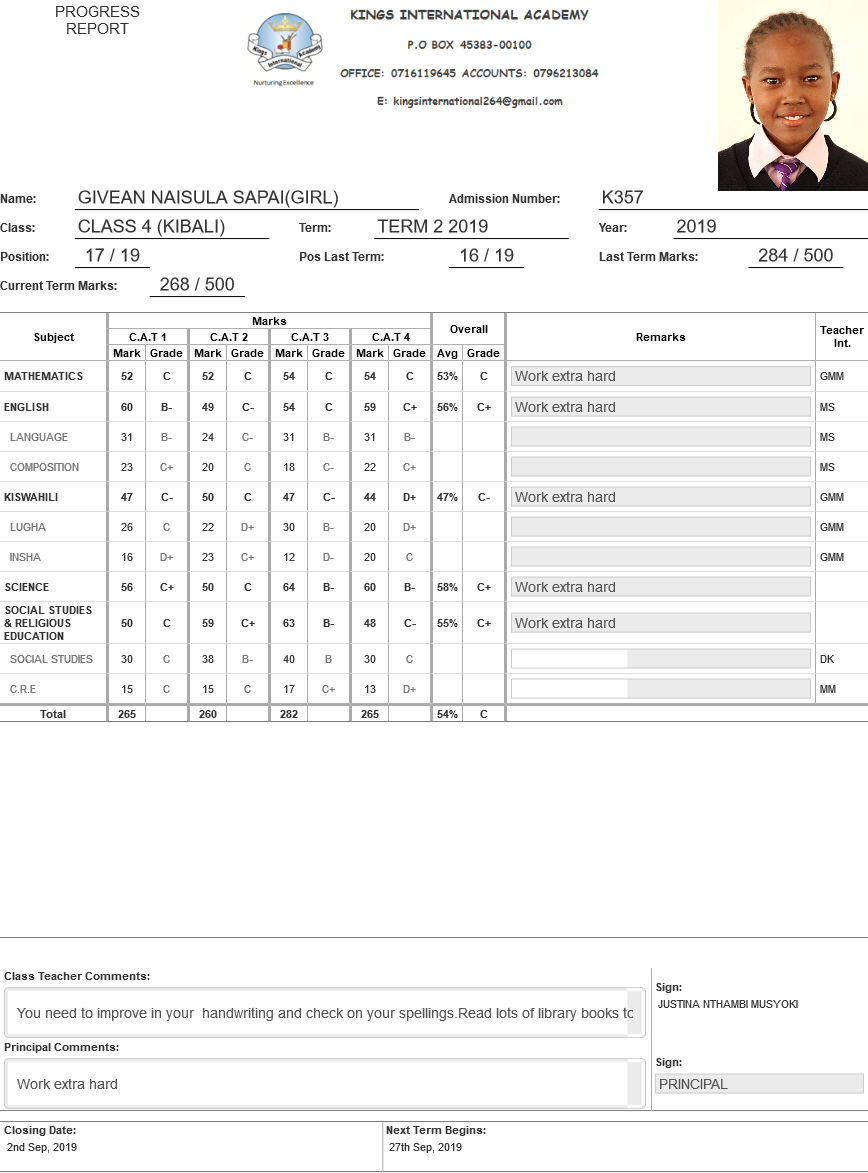 PROGRESS
REPORT
KINGS INTERNATIONAL ACADEMY
P.O BOX 45383-00100
OFFICE: 0716119645 ACCOUNTS: 0796213084
E: kingsinternational264@gmail.com
Kings Academy
International
Nurturing Excellence
Name: GIVEAN NAISULA SAPAI(GIRL) Admission Number: K357
Class: CLASS 4 (KIBALI) Term: TERM 2 2019 Year: 2019
Position: 17 / 19 Pos Last Term: 16 / 19 Last Term Marks: 284 / 500
Current Term Marks: 268 / 500
Subject Marks Overall Remarks Teacher Int.
C.A.T 1 C.A.T 2 C.A.T 3 C.A.T 4
Mark Grade Mark Grade Mark Grade Mark Grade Avg Grade
MATHEMATICS 52 C 52 C 54 C 54 C 53% C Work extra hard GMM
ENGLISH 60 B- 49 C- 54 C 59 C+ 56% C+ Work extra hard MS
LANGUAGE 31 B- 24 C- 31 B- 31 B- MS
COMPOSITION 23 C+ 20 C 18 C- 22 C+ MS
KISWAHILI 47 C- 50 C 47 C- 44 D+ 47% C- Work extra hard GMM
LUGHA 26 C 22 D+ 30 B- 20 D+ GMM
INSHA 16 D+ 23 C+ 12 D- 20 C GMM
SCIENCE 56 C+ 50 C 64 B- 60 B- 58% C+ Work extra hard
SOCIAL STUDIES
& RELIGIOUS
EDUCATION 50 C 59 C+ 63 B- 48 C- 55% C+ Work extra hard
SOCIAL STUDIES 30 C 38 B- 40 B 30 C DK
C.R.E 15 C 15 C 17 C+ 13 D+ MM
Total 265 260 282 265 54% C
Class Teacher Comments:
You need to improve in your handwriting and check on your spellings.Read lots of library books to
Sign:
JUSTINA NTHAMBI MUSYOKI
Principal Comments:
Work extra hard
Sign:
PRINCIPAL
Closing Date:
2nd Sep, 2019
Next Term Begins:
27th Sep, 2019